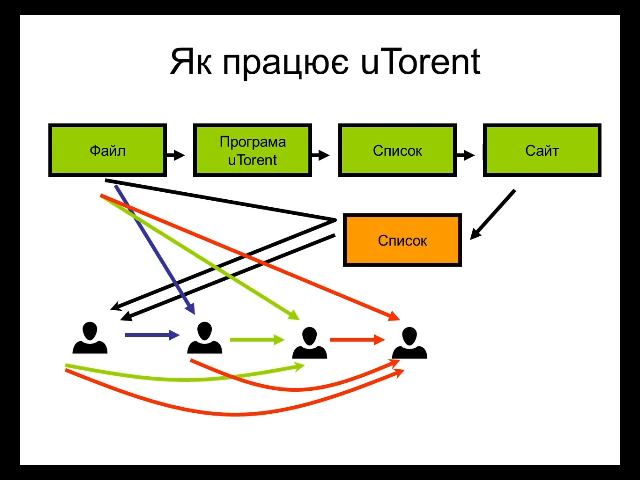 Як працює uTorent
Файл
Програма
uTorent
Список
Сайт
Список